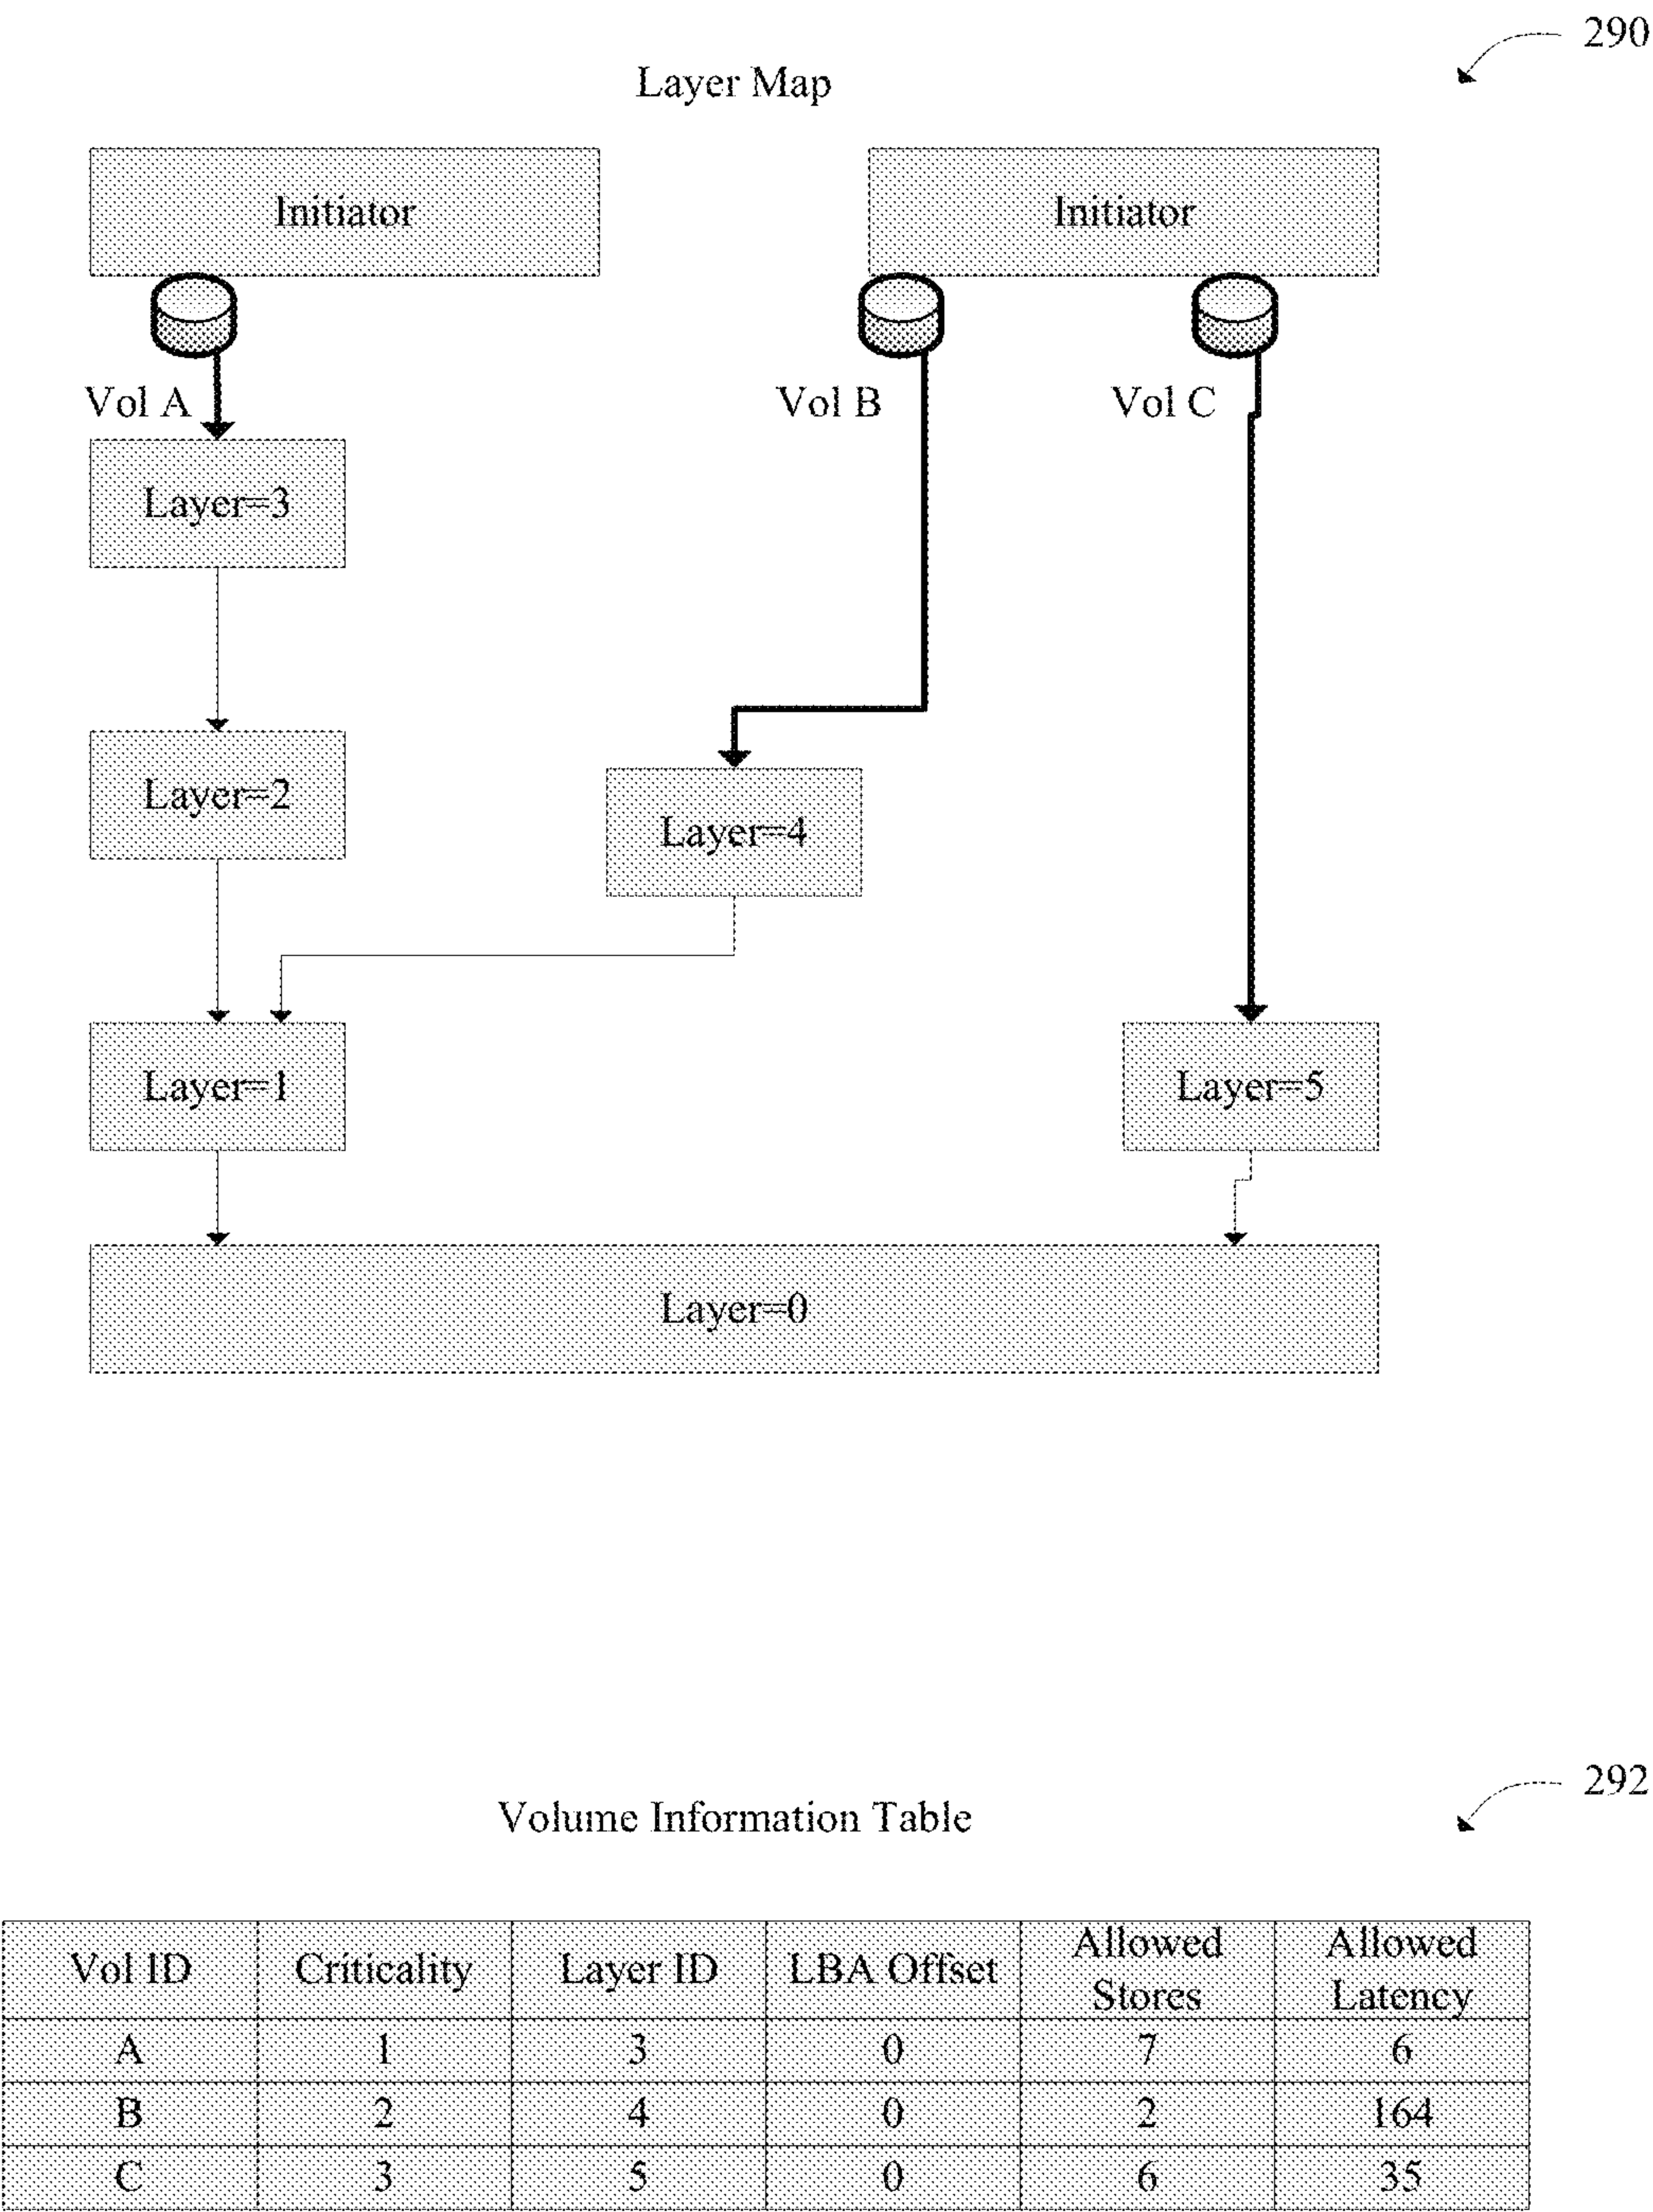 290
Layer Map
Initiator
Initiator
Vol A
Vol B
Vol C
Layer=3
Layer=2
Layer=4
Layer=1
Layer=5
Layer=0
292
Volume Information Table
Vol ID Criticality Layer ID LBA Offset Allowed Stores Allowed Latency
A 1 3 0 7 6
B 2 4 0 2 164
C 3 5 0 6 35